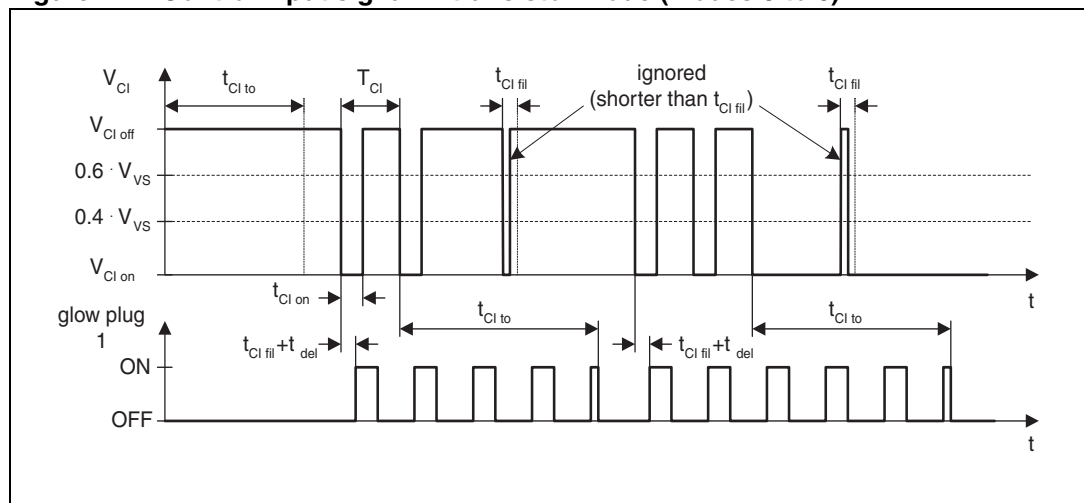 V_CI
t_CI to
T_CI
t_CI fil
ignored
(shorter than t_CI fil)
t_CI fil
V_CI off
0.6 · V_VS
0.4 · V_VS
V_CI on
t_CI on
t
glow plug
1
t_CI to
t_CI to
t_CI fil+t del
t_CI fil+t del
ON
OFF
t